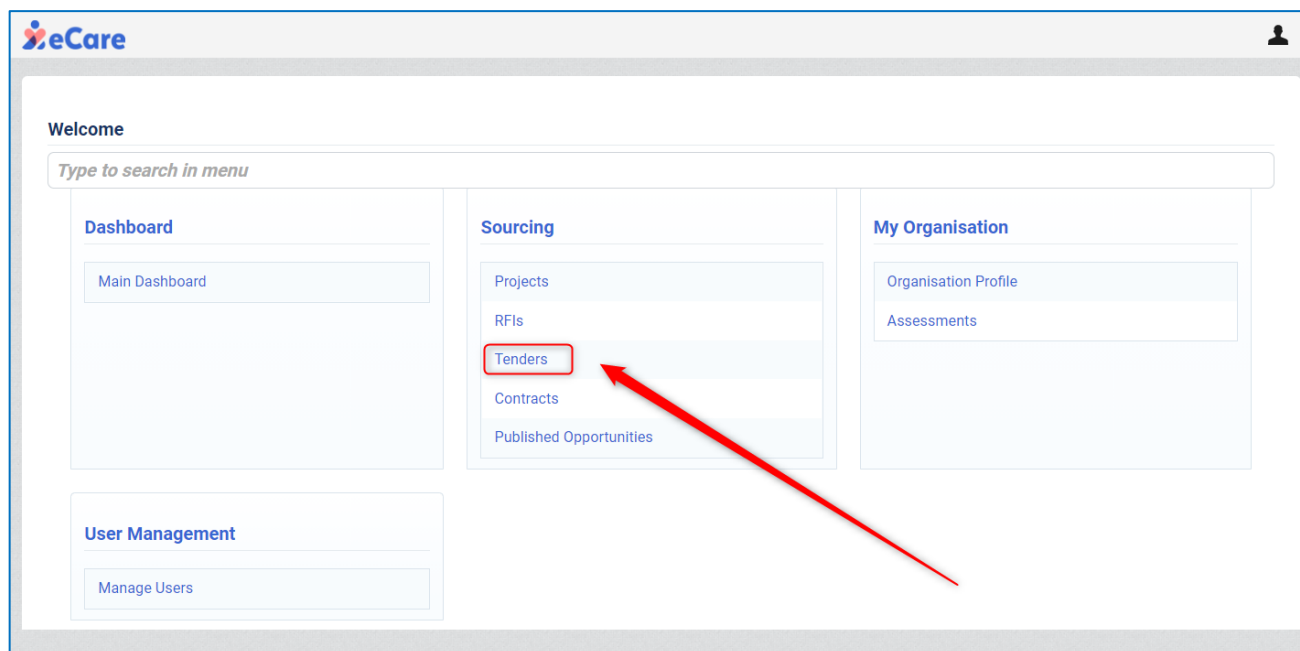 eCare
Welcome
Type to search in menu
Dashboard
Main Dashboard
Sourcing
Projects
RFIs
Tenders
Contracts
Published Opportunities
My Organisation
Organisation Profile
Assessments
User Management
Manage Users